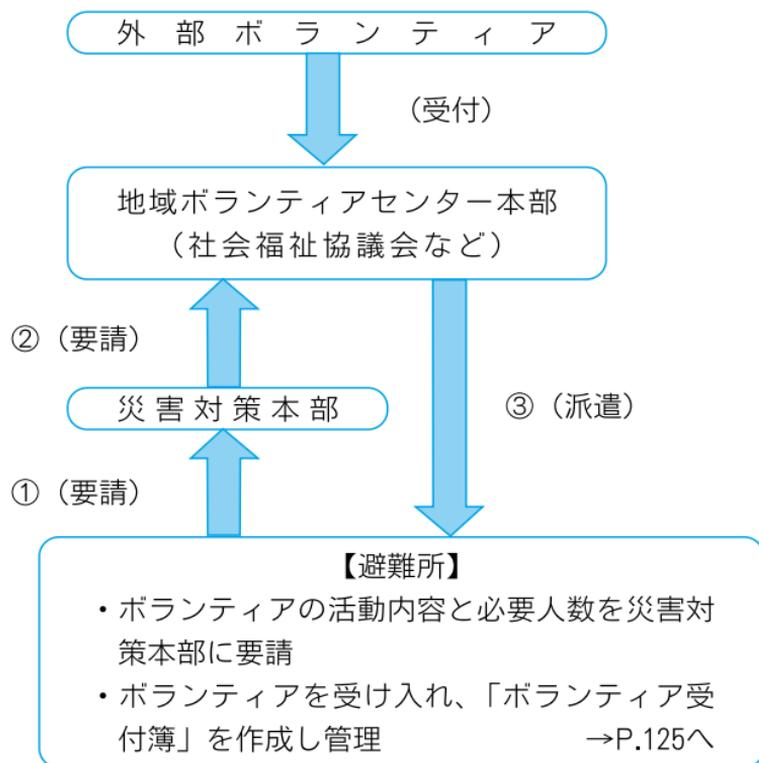 外部ボランティア
（受付）
地域ボランティアセンター本部
（社会福祉協議会など）
②（要請）
災害対策本部
③（派遣）
①（要請）
【避難所】
・ボランティアの活動内容と必要人数を災害対
策本部に要請
・ボランティアを受け入れ、「ボランティア受
付簿」を作成し管理　→P.125へ